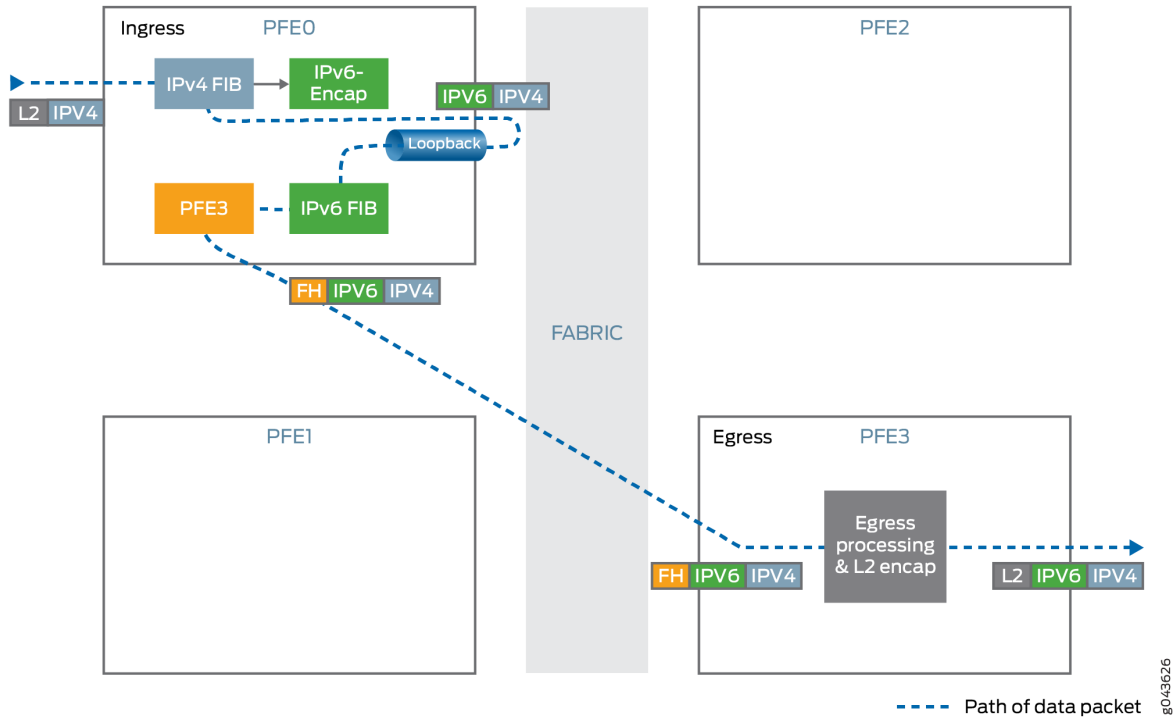 Ingress
PFE0
PFE2
IPv4 FIB
IPv6-
Encap
L2 IPV4
IPV6 IPV4
Loopback
PFE3
IPv6 FIB
FH IPV6 IPV4
FABRIC
PFE1
Egress
PFE3
Egress
processing
& L2 encap
FH IPV6 IPV4
L2 IPV6 IPV4
Path of data packet
g043626